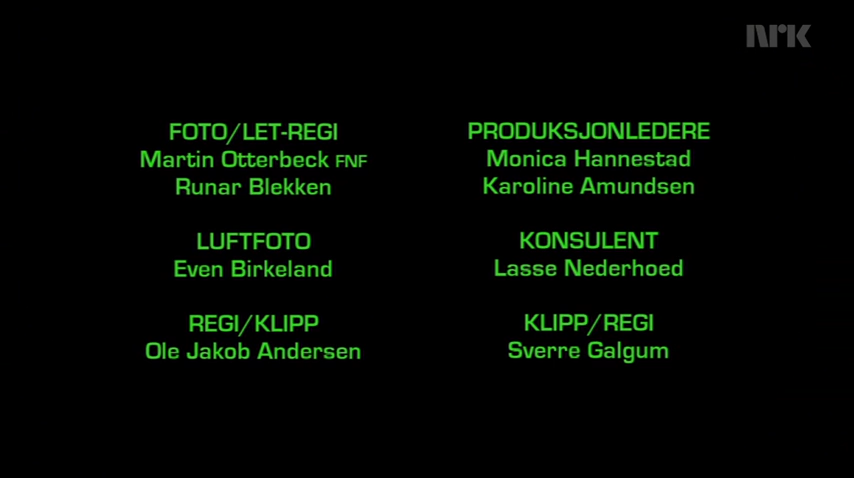 nrk
FOTO/LET-REGI
Martin Otterbeck FNF
Runar Blekken
LUFTFOTO
Even Birkeland
REGI/KLIPP
Ole Jakob Andersen
PRODUKSJONLEDERE
Monica Hannestad
Karoline Amundsen
KONSULENT
Lasse Nederhoed
KLIPP/REGI
Sverre Galgum